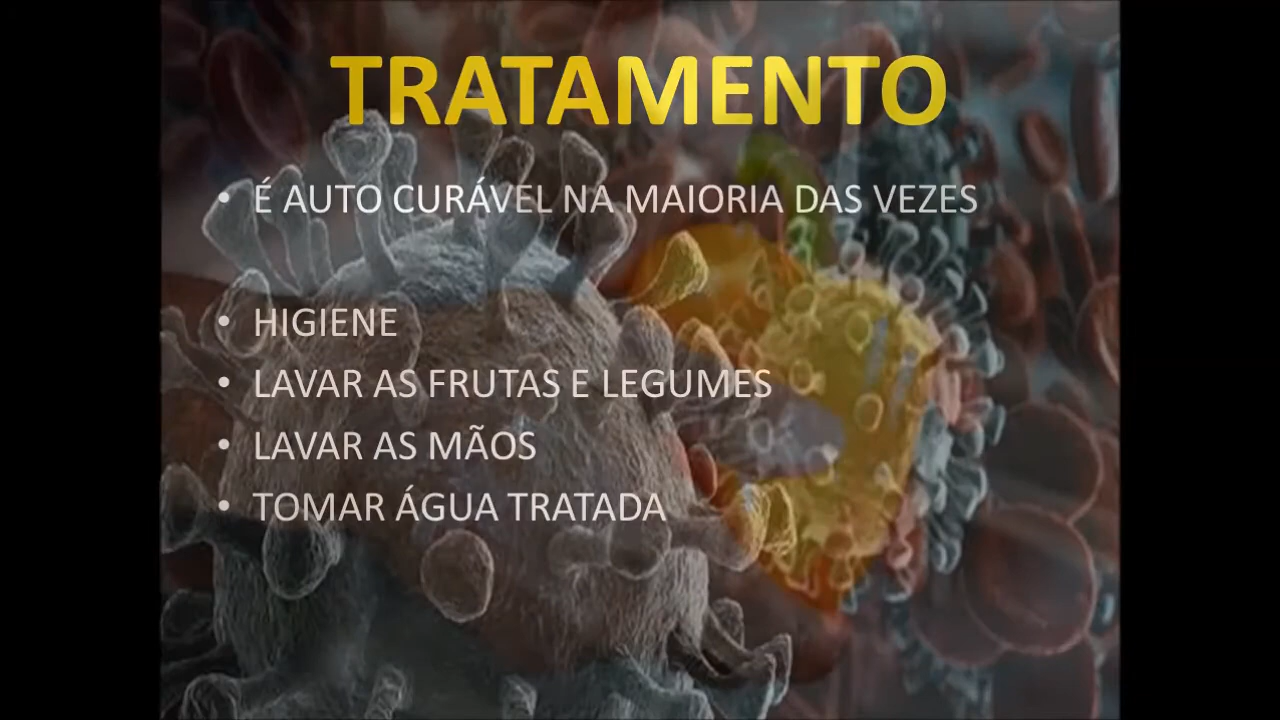 TRATAMENTO
• É AUTO CURÁVEL NA MAIORIA DAS VEZES
• HIGIENE
• LAVAR AS FRUTAS E LEGUMES
• LAVAR AS MÃOS
• TOMAR ÁGUA TRATADA